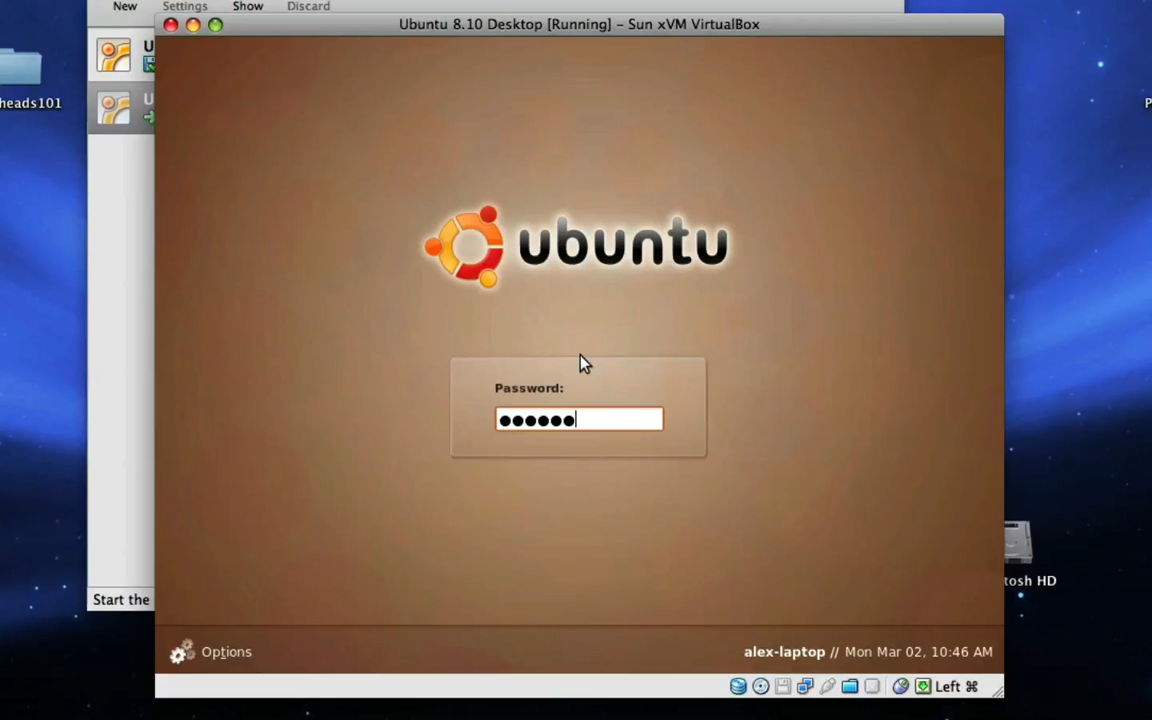 New Settings Show Discard
Ubuntu 8.10 Desktop [Running] – Sun xVM VirtualBox
U
heads101
P
U
ubuntu
Password:
tosh HD
Start the
Options
alex-laptop // Mon Mar 02, 10:46 AM
Left ⌘